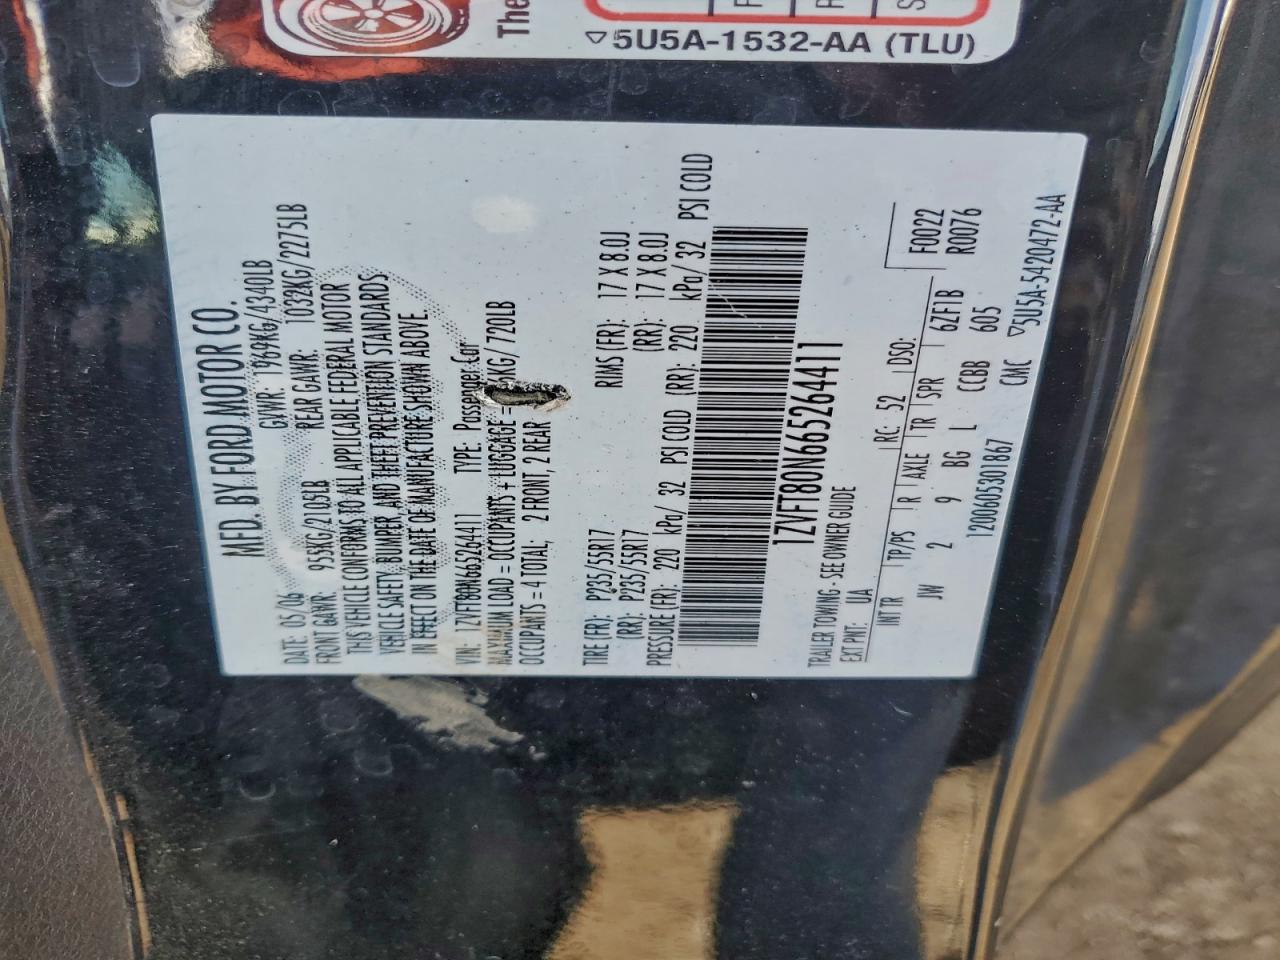 The
F
R
S
◁ 5U5A-1532-AA (TLU)
MFD. BY FORD MOTOR CO.
DATE: 05/06 GVWR: 1969KG/4340LB
FRONT GAWR: 955KG/2105LB REAR GAWR: 1032KG/2275LB
THIS VEHICLE CONFORMS TO ALL APPLICABLE FEDERAL MOTOR
VEHICLE SAFETY, BUMPER, AND THEFT PREVENTION STANDARDS
IN EFFECT ON THE DATE OF MANUFACTURE SHOWN ABOVE.
VIN: 1ZVFT80N665264411 TYPE: Passenger Car
MAXIMUM LOAD = OCCUPANTS + LUGGAGE = KG/ 720LB
OCCUPANTS = 4 TOTAL, 2 FRONT, 2 REAR
TIRE (FR): P235/55R17 RIMS (FR): 17 X 8.0J
(RR): P235/55R17 (RR): 17 X 8.0J
PRESSURE (FR): 220 kPa/ 32 PSI COLD (RR): 220 kPa/ 32 PSI COLD
1ZVFT80N665264411
TRAILER TOWING - SEE OWNER GUIDE
EXT PNT: UA RC: 52 DSO: F0022
R0076
INT TR TP/PS R AXLE TR SPR 6ZF1B
JW 2 9 BG L CCBB 605
120060530 1867 CMC ▽5U5A-5420472-AA